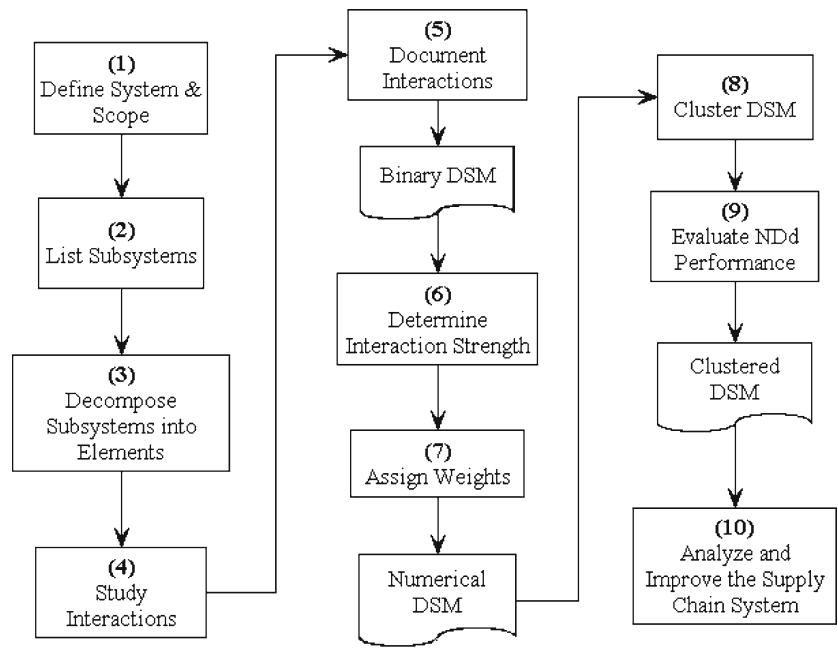 (1)
Define System &
Scope
(2)
List Subsystems
(3)
Decompose
Subsystems into
Elements
(4)
Study
Interactions
(5)
Document
Interactions
Binary DSM
(6)
Determine
Interaction Strength
(7)
Assign Weights
Numerical
DSM
(8)
Cluster DSM
(9)
Evaluate NDd
Performance
Clustered
DSM
(10)
Analyze and
Improve the Supply
Chain System